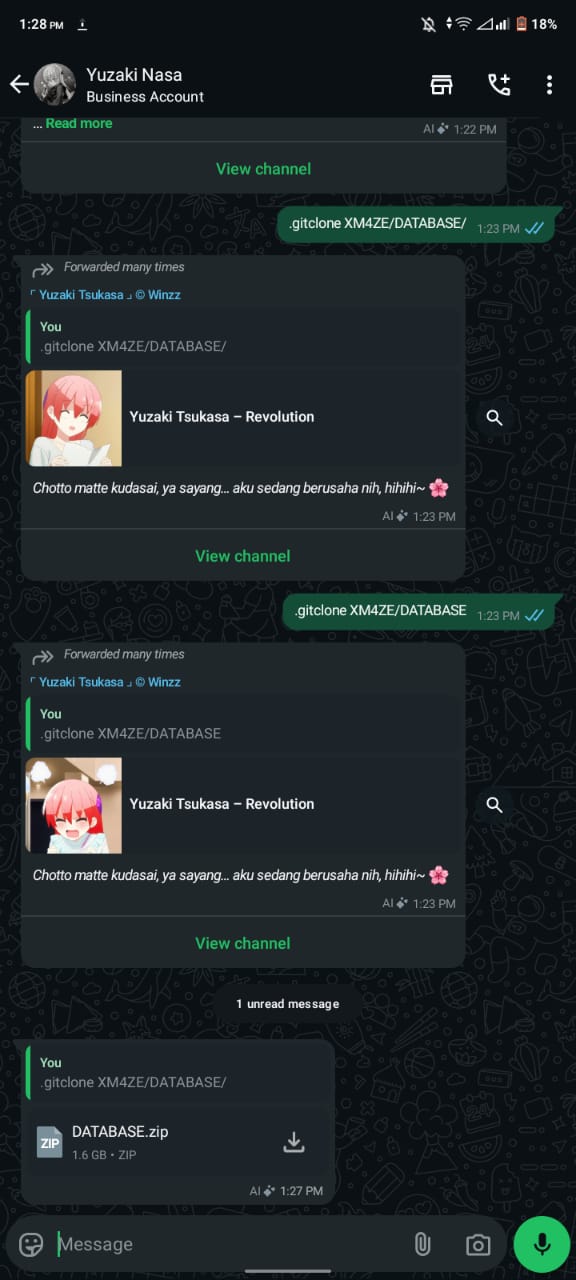 1:28 PM 18%
Yuzaki Nasa
Business Account
... Read more
AI 1:22 PM
View channel
.gitclone XM4ZE/DATABASE/ 1:23 PM
Forwarded many times
「 Yuzaki Tsukasa 」 © Winzz
You
.gitclone XM4ZE/DATABASE/
Yuzaki Tsukasa – Revolution
Chotto matte kudasai, ya sayang... aku sedang berusaha nih, hihihi~ 🌸
AI 1:23 PM
View channel
.gitclone XM4ZE/DATABASE 1:23 PM
Forwarded many times
「 Yuzaki Tsukasa 」 © Winzz
You
.gitclone XM4ZE/DATABASE
Yuzaki Tsukasa – Revolution
Chotto matte kudasai, ya sayang... aku sedang berusaha nih, hihihi~ 🌸
AI 1:23 PM
View channel
1 unread message
You
.gitclone XM4ZE/DATABASE/
ZIP
DATABASE.zip
1.6 GB • ZIP
AI 1:27 PM
Message